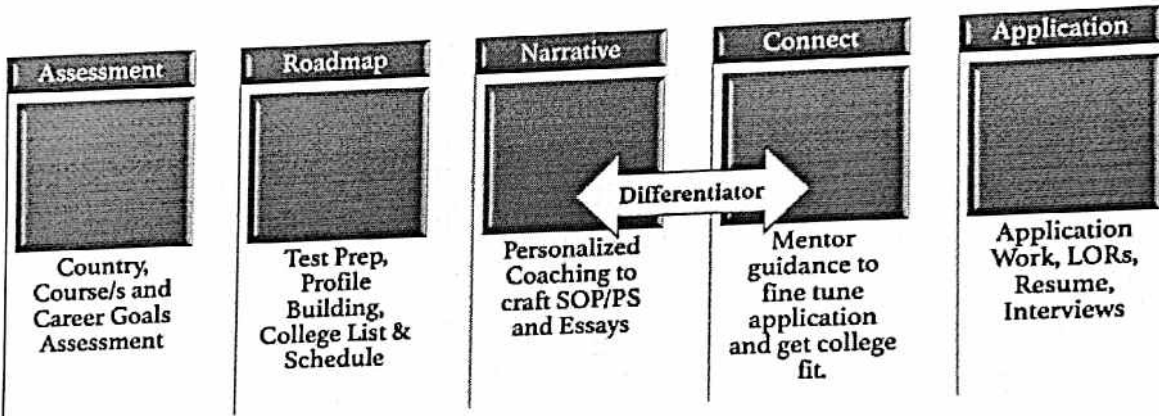 Assessment
Country,
Course/s and
Career Goals
Assessment
Roadmap
Test Prep,
Profile
Building,
College List &
Schedule
Narrative
Personalized
Coaching to
craft SOP/PS
and Essays
Differentiator
Connect
Mentor
guidance to
fine tune
application
and get college
fit.
Application
Application
Work, LORs,
Resume,
Interviews